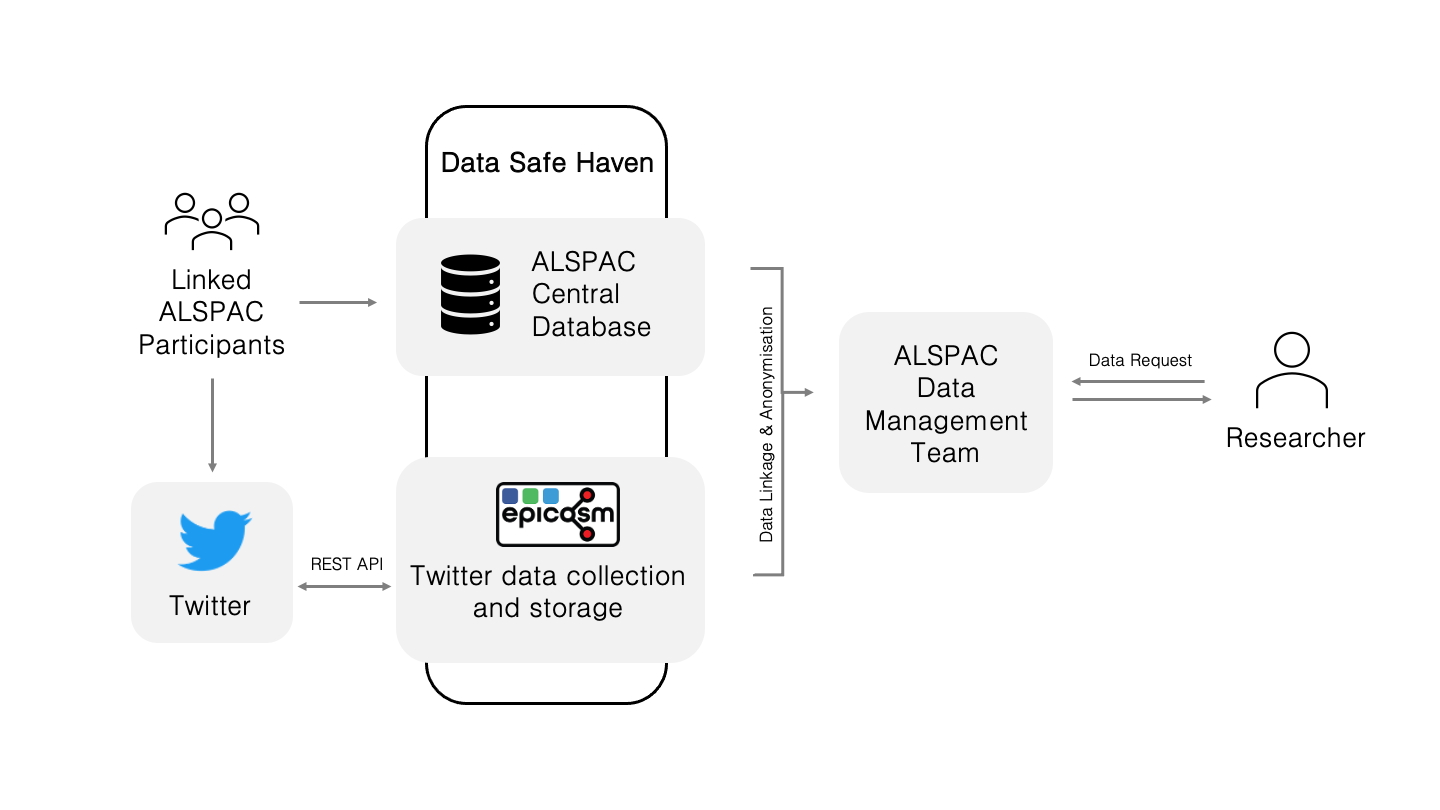 Data Safe Haven
Linked
ALSPAC
Participants
ALSPAC
Central
Database
Twitter
REST API
epicosm
Twitter data collection
and storage
Data Linkage & Anonymisation
ALSPAC
Data
Management
Team
Data Request
Researcher